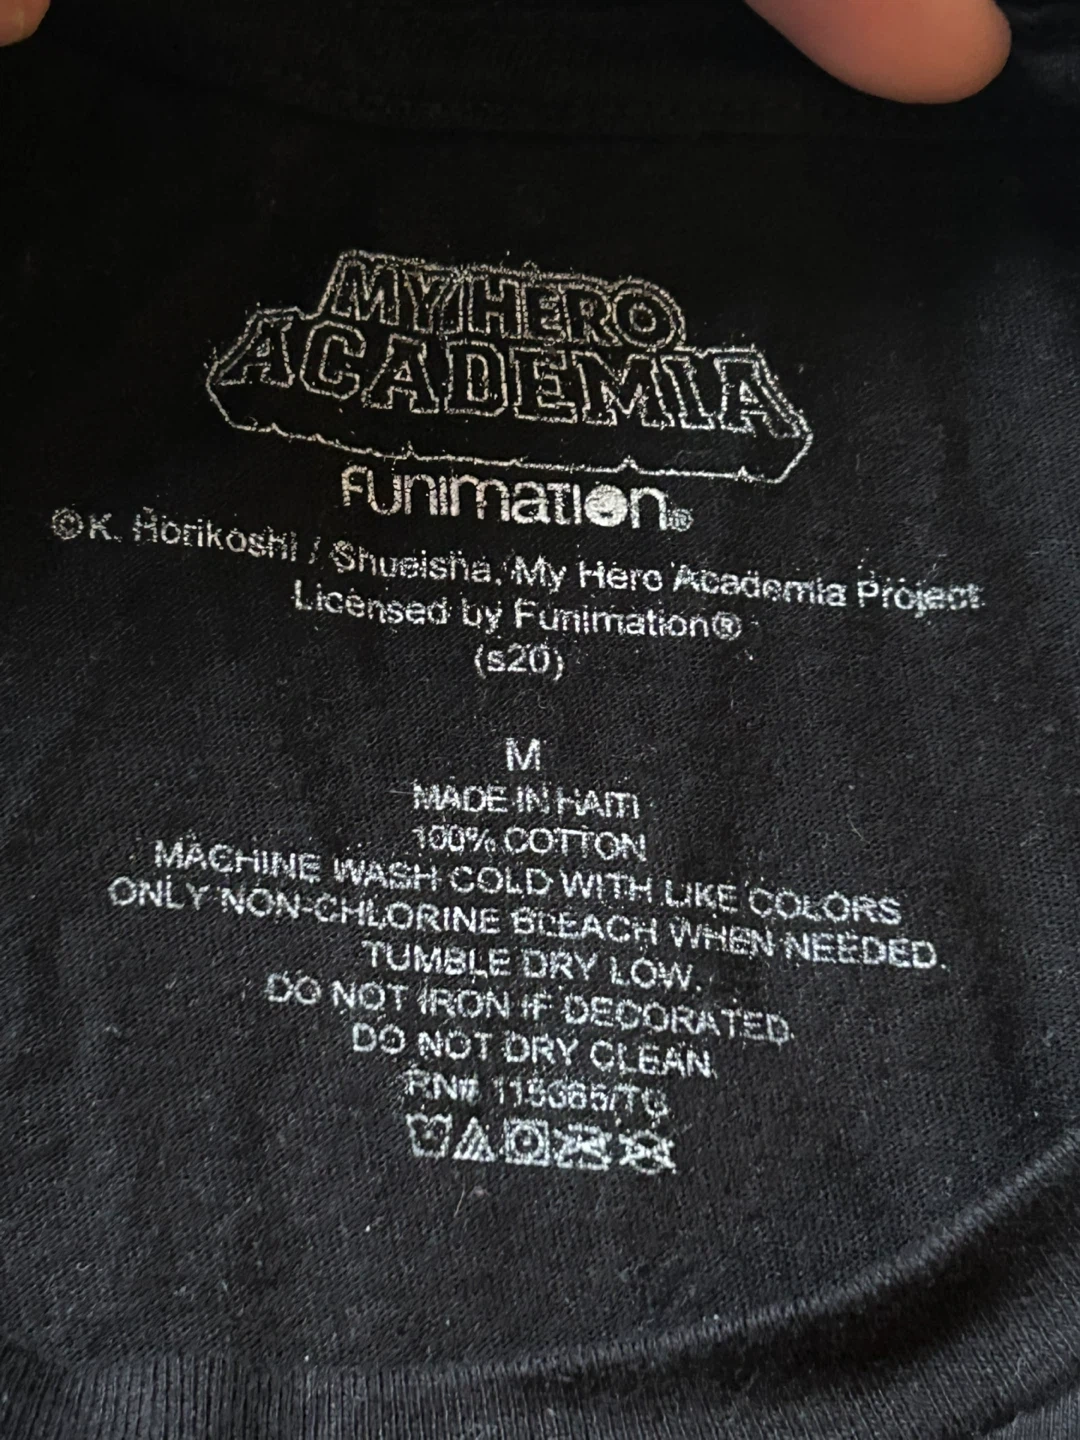 MY HERO
ACADEMIA
FUnimation®
©K. Horikoshi / Shueisha, My Hero Academia Project
Licensed by Funimation®
(s20)
M
MADE IN HAITI
100% COTTON
MACHINE WASH COLD WITH LIKE COLORS
ONLY NON-CHLORINE BLEACH WHEN NEEDED.
TUMBLE DRY LOW.
DO NOT IRON IF DECORATED.
DO NOT DRY CLEAN.
RN#